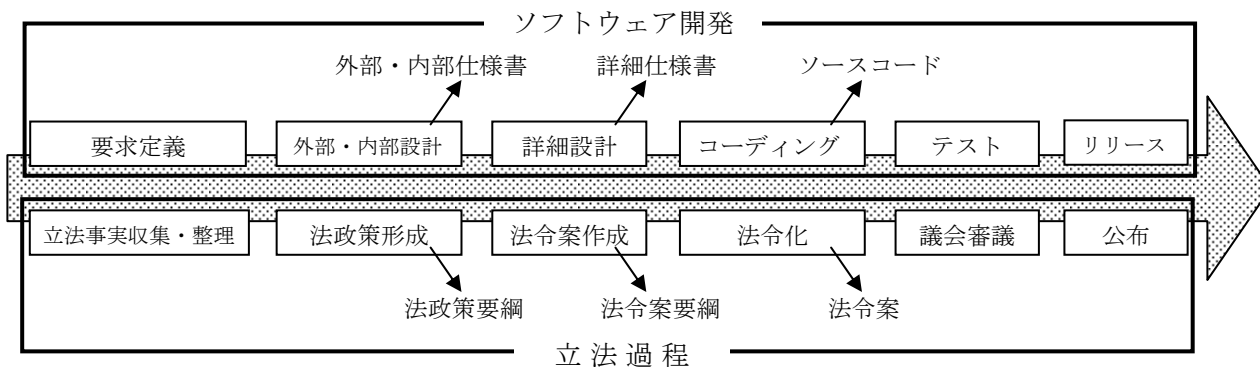 ソフトウェア開発
外部・内部仕様書 詳細仕様書 ソースコード
要求定義 外部・内部設計 詳細設計 コーディング テスト リリース
立法事実収集・整理 法政策形成 法令案作成 法令化 議会審議 公布
法政策要綱 法令案要綱 法令案
立法過程